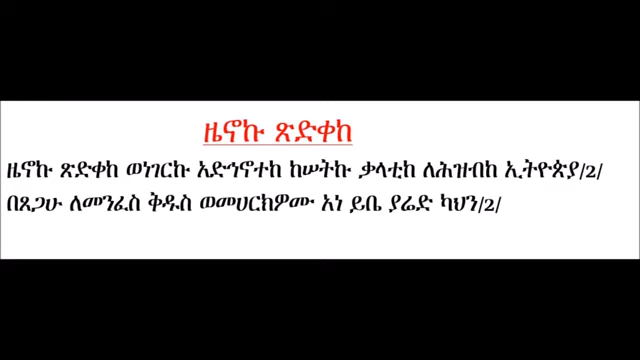 ዜኖኩ ጽድቀከ
ዜኖኩ ጽድቀከ ወነገርኩ አድኅኖተከ ከሠትኩ ቃላቲከ ለሕዝብከ ኢትዮጵያ/2/
በጸጋሁ ለመንፈስ ቅዱስ ወመሀርክዎሙ አነ ይቤ ያሬድ ካህን/2/